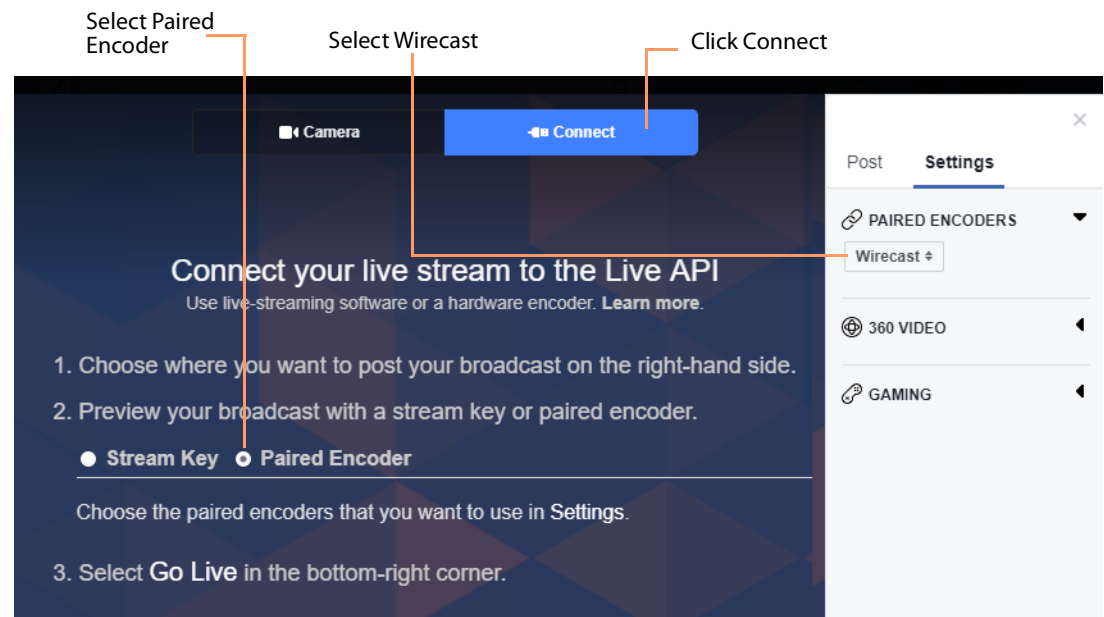 Select Paired
Encoder
Select Wirecast
Click Connect
Camera
Connect
Post
Settings
PAIRED ENCODERS
Wirecast
360 VIDEO
GAMING
Connect your live stream to the Live API
Use live-streaming software or a hardware encoder. Learn more.
1. Choose where you want to post your broadcast on the right-hand side.
2. Preview your broadcast with a stream key or paired encoder.
Stream Key
Paired Encoder
Choose the paired encoders that you want to use in Settings.
3. Select Go Live in the bottom-right corner.